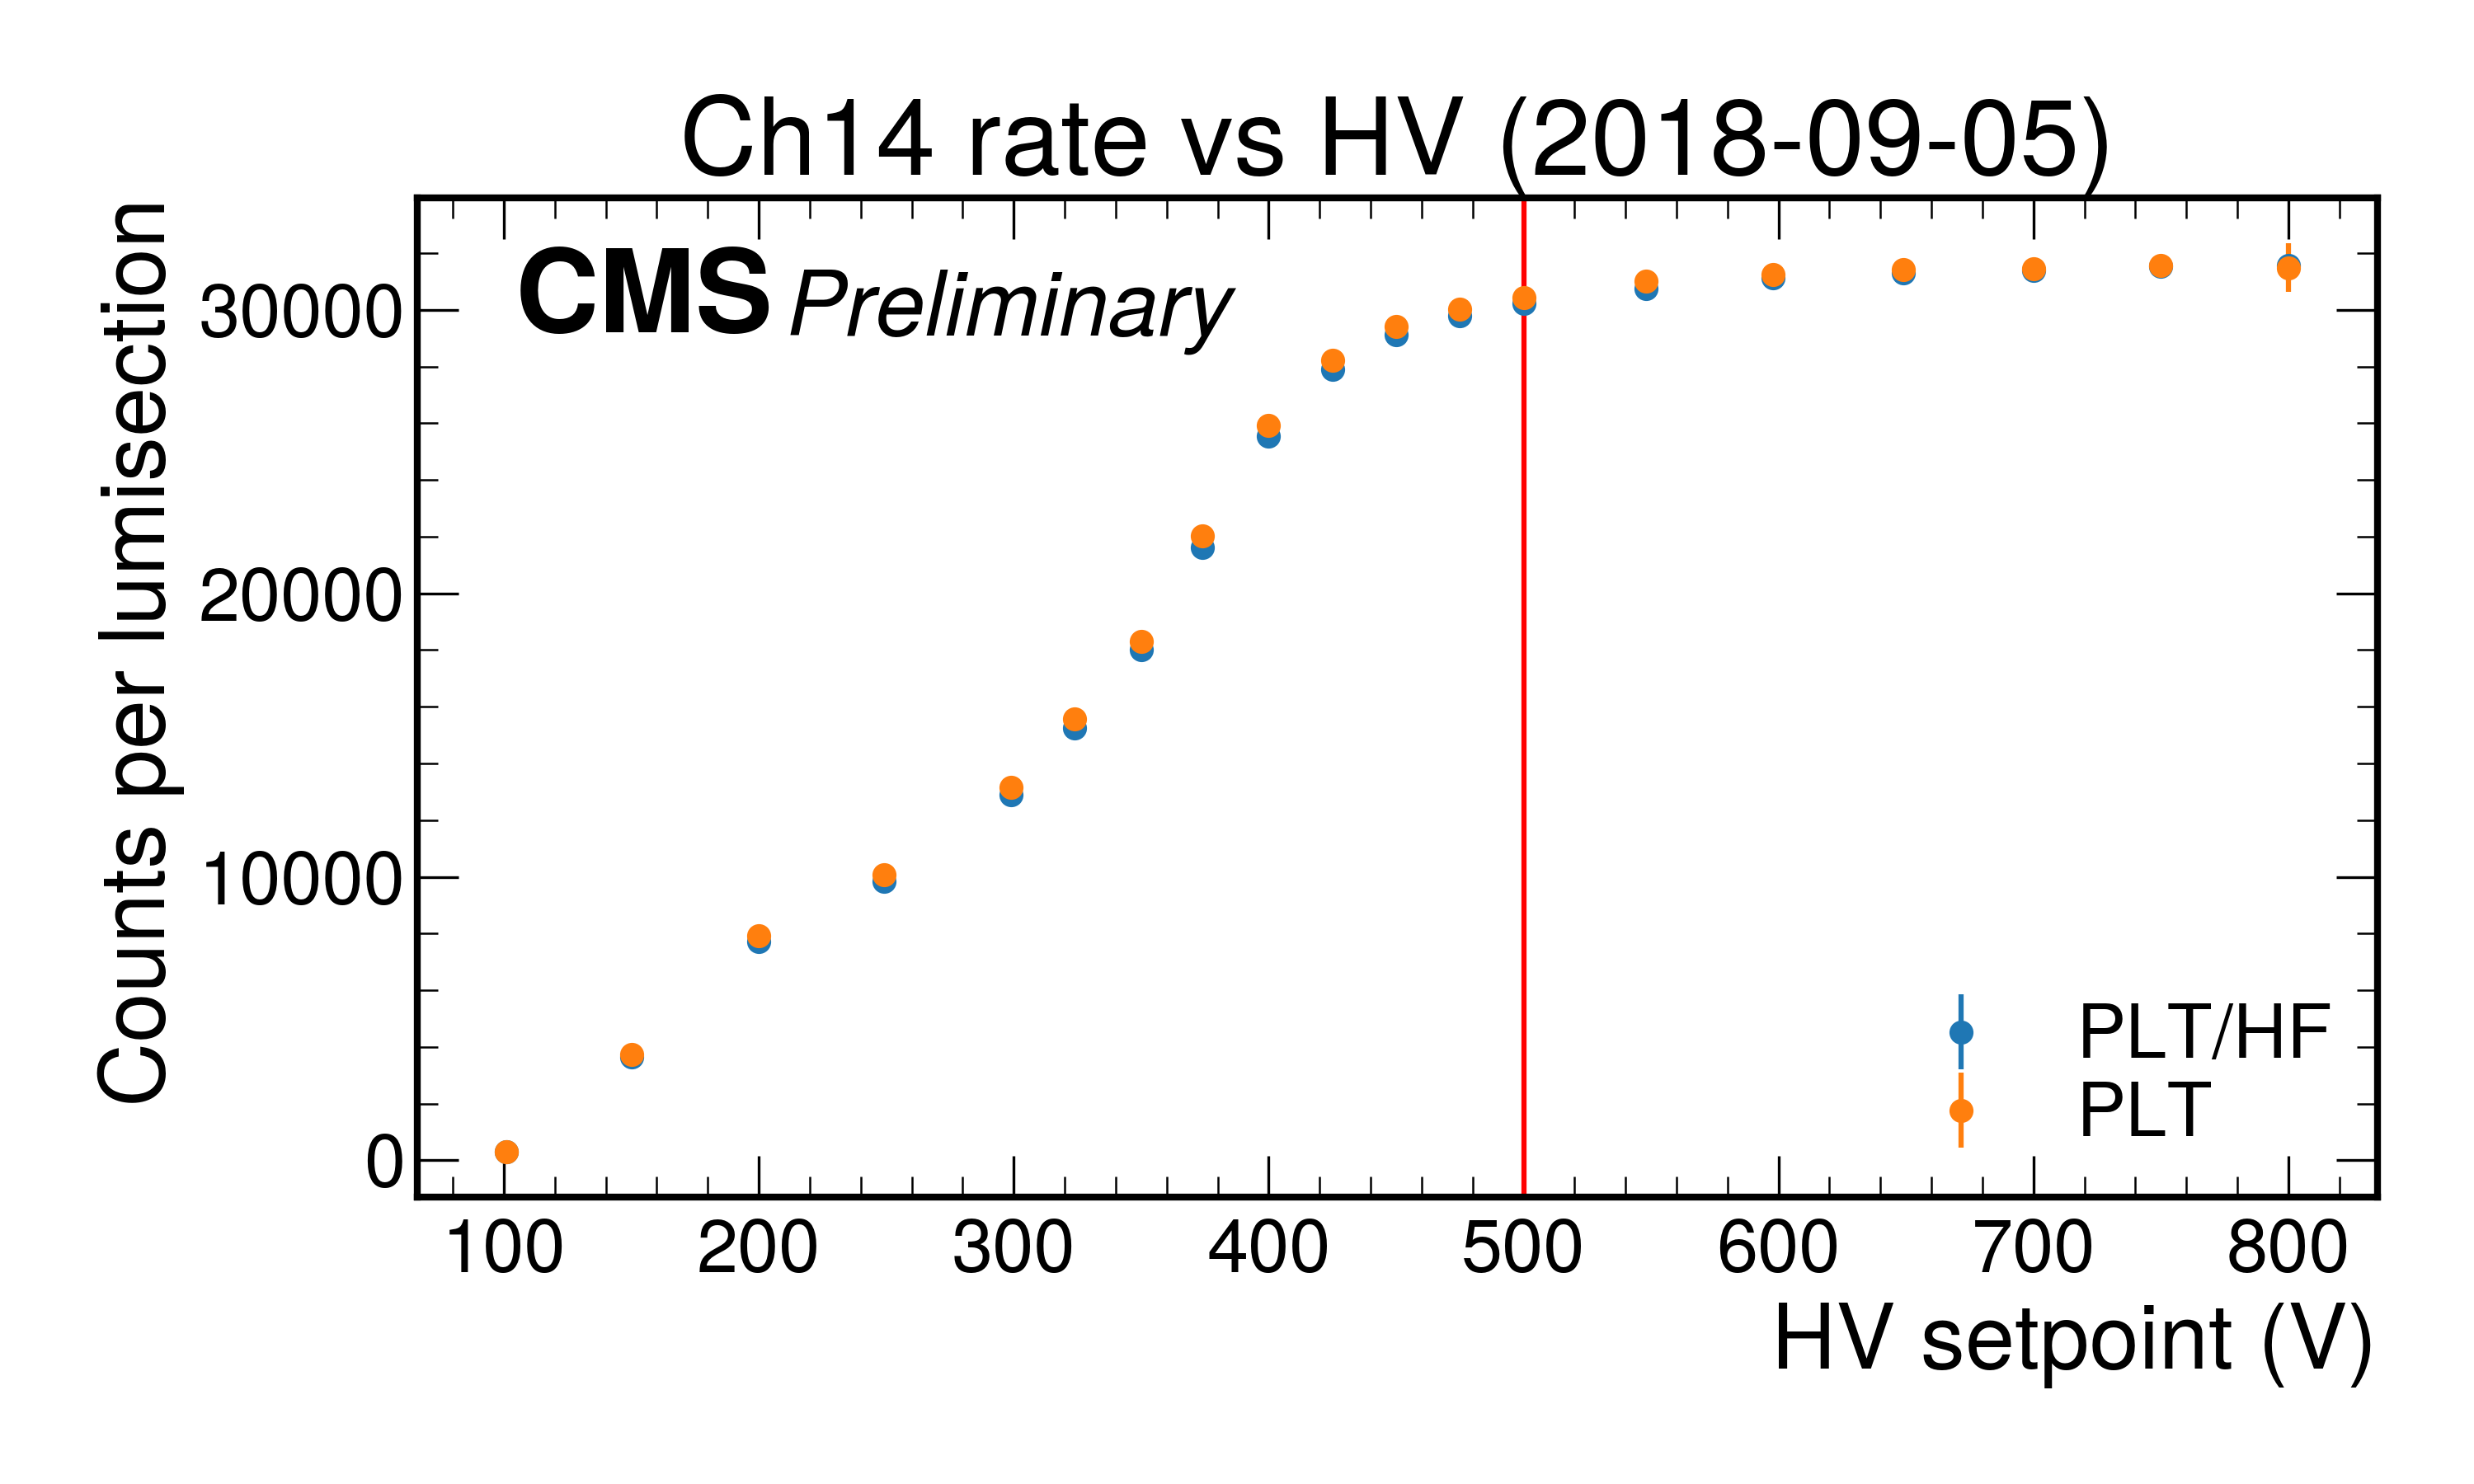 Ch14 rate vs HV (2018-09-05)
CMS Preliminary
Counts per lumisection
30000
20000
10000
0
PLT/HF
PLT
100 200 300 400 500 600 700 800
HV setpoint (V)